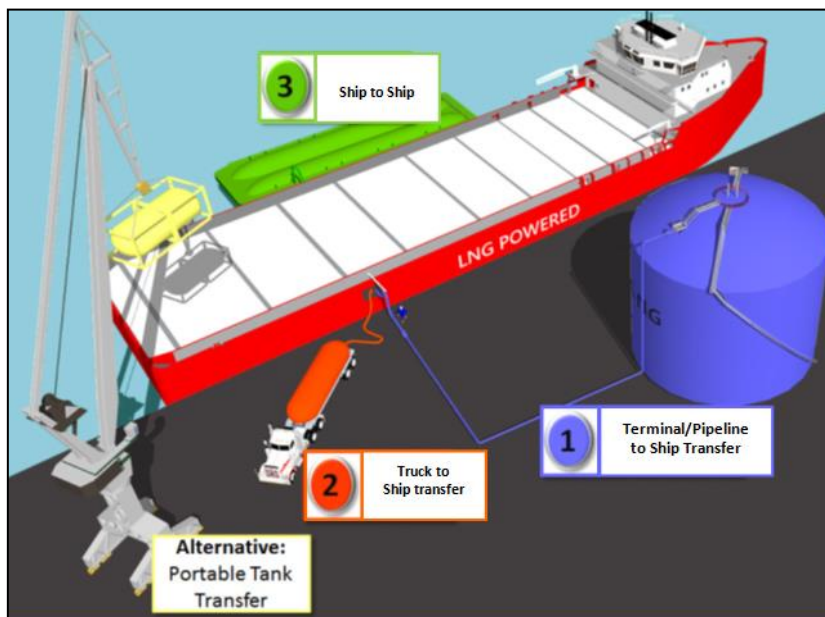 3
Ship to Ship
LNG POWERED
NG
1
Terminal/Pipeline
to Ship Transfer
2
Truck to
Ship transfer
Alternative:
Portable Tank
Transfer